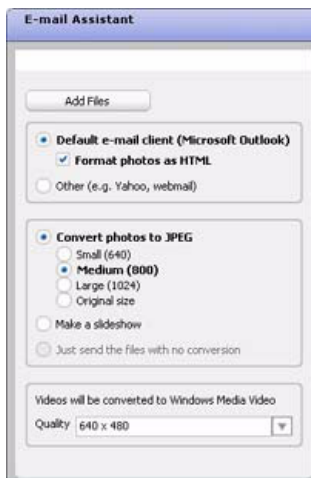 E-mail Assistant
Add Files
Default e-mail client (Microsoft Outlook)
Format photos as HTML
Other (e.g. Yahoo, webmail)
Convert photos to JPEG
Small (640)
Medium (800)
Large (1024)
Original size
Make a slideshow
Just send the files with no conversion
Videos will be converted to Windows Media Video
Quality 640 x 480